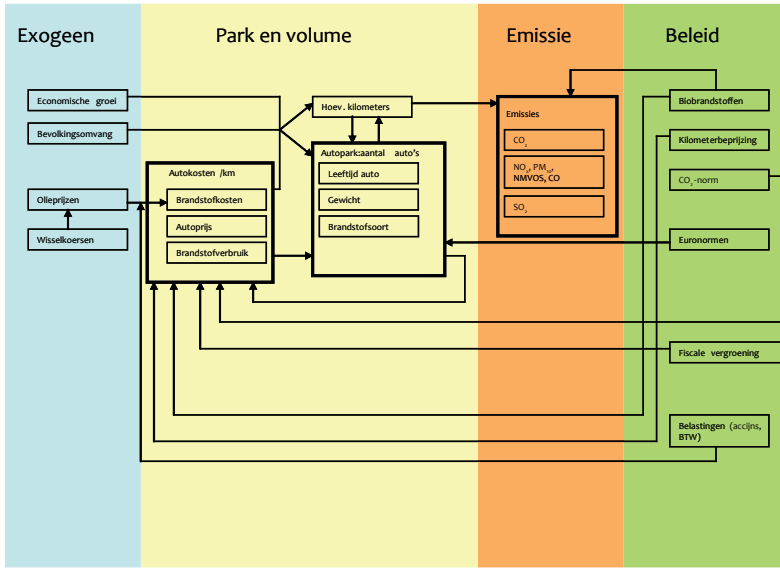 Exogeen
Park en volume
Emissie
Beleid
Economische groei
Bevolkingsomvang
Olieprijzen
Wisselkoersen
Autokosten /km
Brandstofkosten
Autoprijs
Brandstofverbruik
Hoev. kilometers
Autopark:aantal auto's
Leeftijd auto
Gewicht
Brandstofsoort
Emissies
CO₂
NOₓ, PM₁₀,
NMVOS, CO
SO₂
Biobrandstoffen
Kilometerbeprijzing
CO₂-norm
Euronormen
Fiscale vergroening
Belastingen (accijns,
BTW)